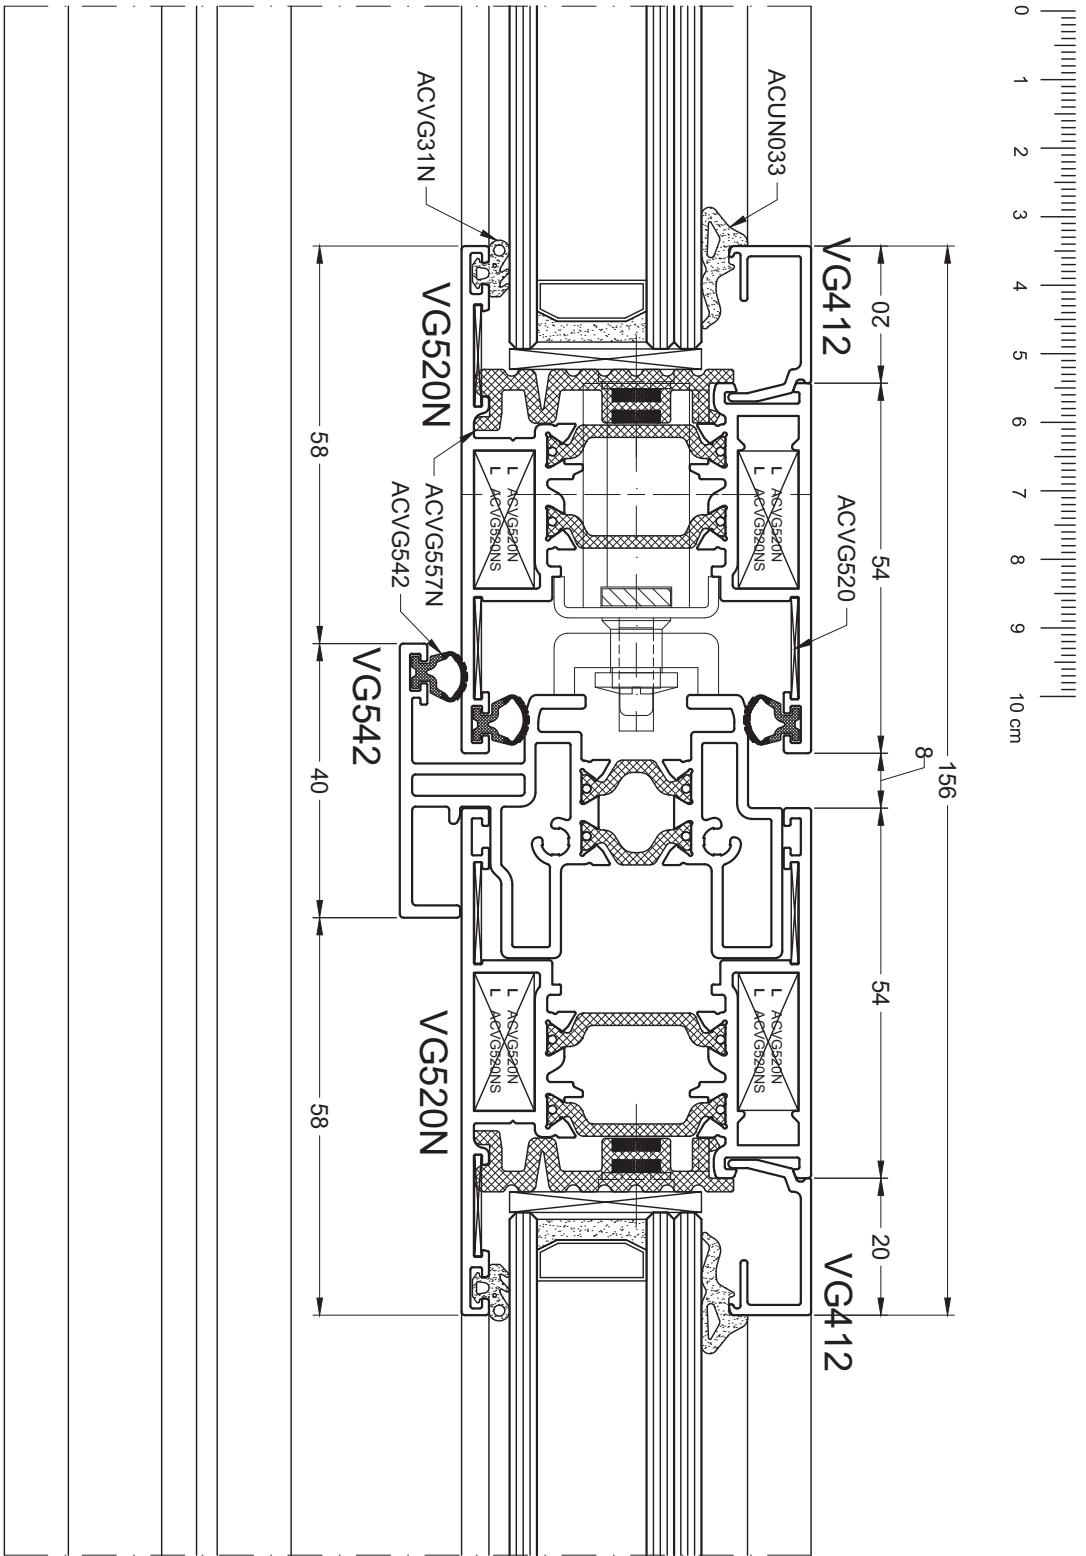 0 1 2 3 4 5 6 7 8 9 10 cm
156
8
20 54 54 20
ACUN033
VG412
ACVG520
VG412
L ACVG520N
L ACVG520NS
L ACVG520N
L ACVG520NS
L ACVG520N
L ACVG520NS
L ACVG520N
L ACVG520NS
ACVG31N
VG520N
ACVG557N
ACVG542
VG542
VG520N
58 40 58